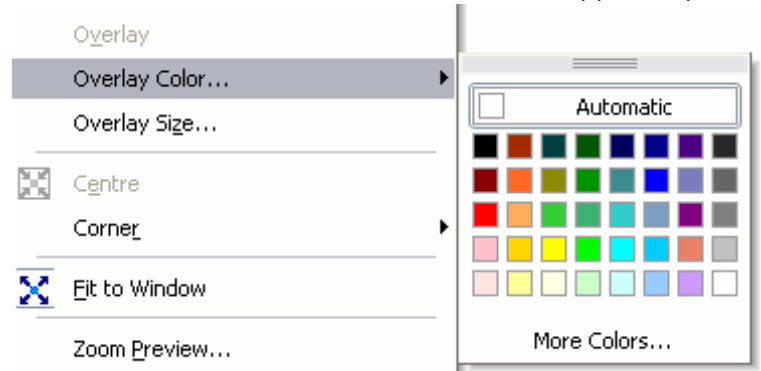 Overlay
Overlay Color...
Overlay Size...
Centre
Corner
Fit to Window
Zoom Preview...
Automatic
More Colors...